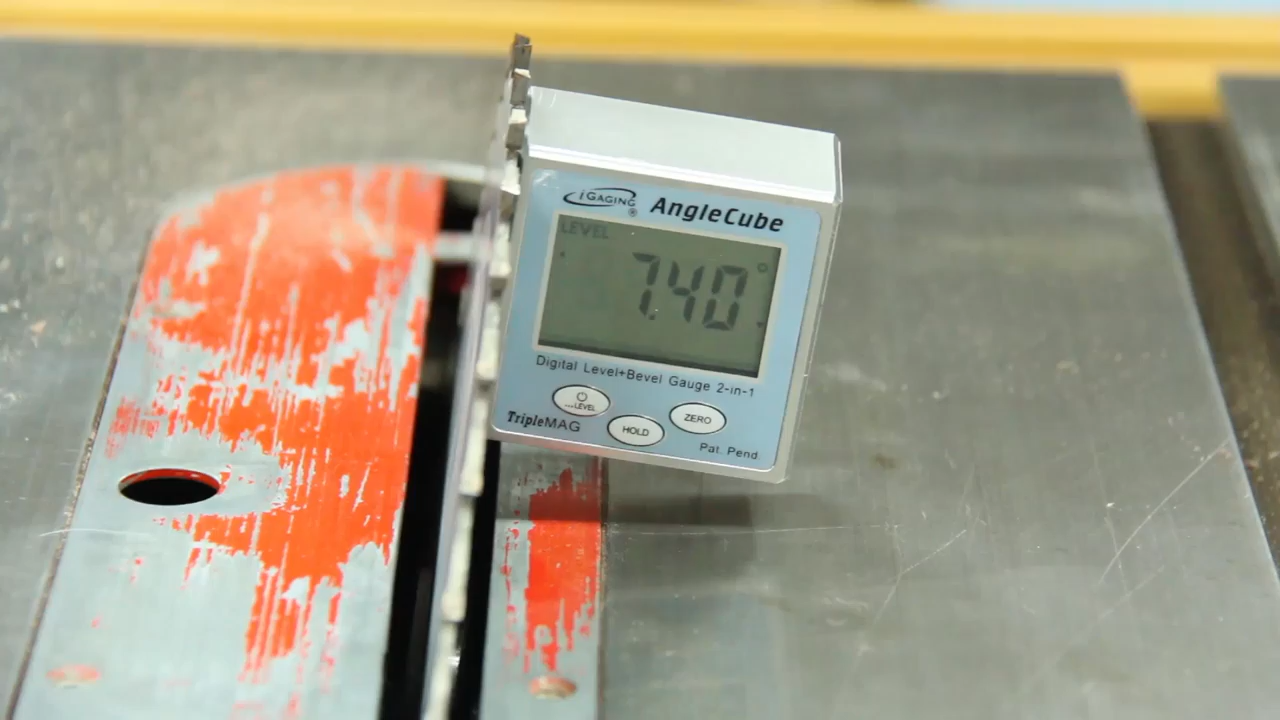 iGAGING®
AngleCube
LEVEL
7.40°
Digital Level+Bevel Gauge 2-in-1
LEVEL
HOLD
ZERO
TripleMAG
Pat. Pend.